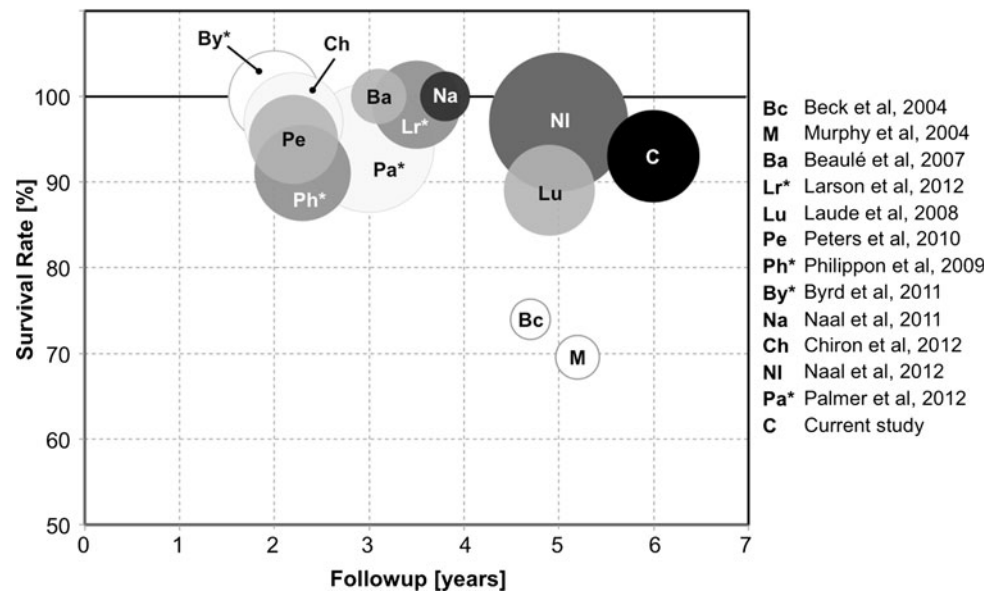 By*
Ch
100
Ba
Na
Lr*
Nl
Pe
Pa*
C
90
Ph*
Lu
80
Bc
70
M
60
50
0 1 2 3 4 5 6 7
Survival Rate [%]
Followup [years]
Bc Beck et al, 2004
M Murphy et al, 2004
Ba Beaulé et al, 2007
Lr* Larson et al, 2012
Lu Laude et al, 2008
Pe Peters et al, 2010
Ph* Philippon et al, 2009
By* Byrd et al, 2011
Na Naal et al, 2011
Ch Chiron et al, 2012
Nl Naal et al, 2012
Pa* Palmer et al, 2012
C Current study